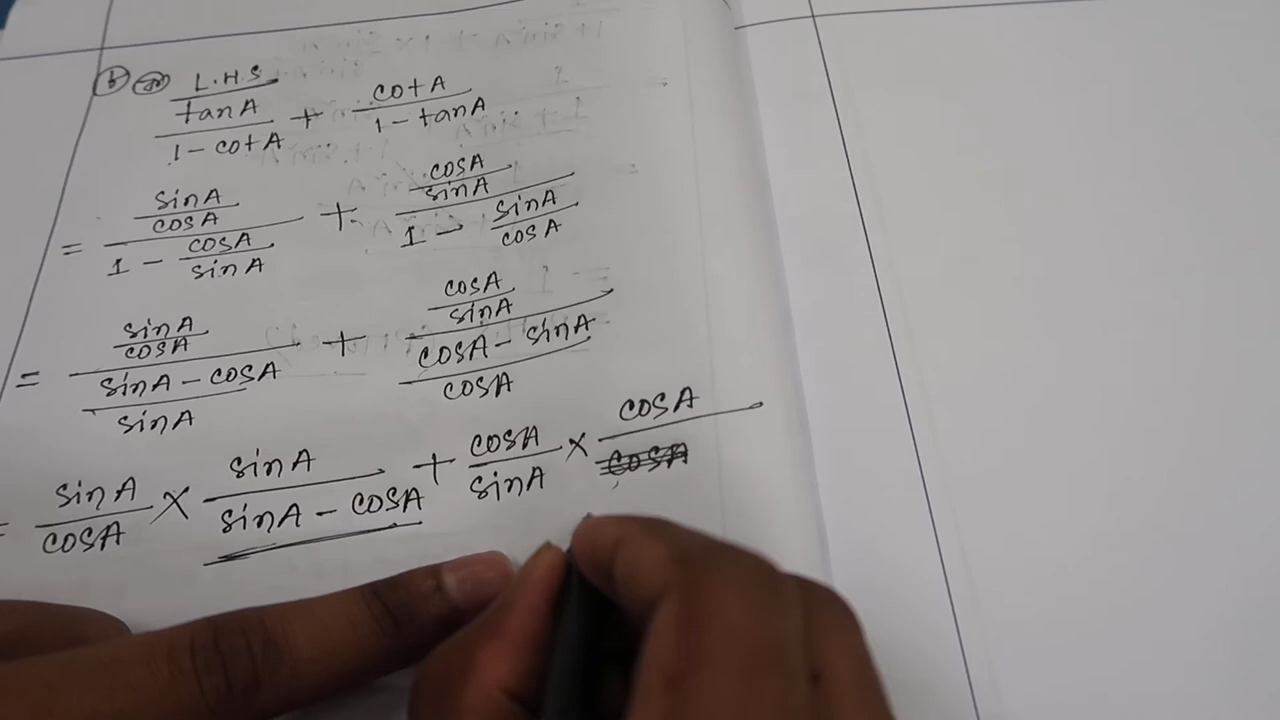 b L.H.S
tanA/1-cotA + cotA/1-tanA
= sinA/cosA / 1 - cosA/sinA + cosA/sinA / 1 - sinA/cosA
= sinA/cosA / sinA-cosA/sinA + cosA/sinA / cosA-sinA/cosA
= sinA/cosA × sinA/sinA-cosA + cosA/sinA × cosA/cosA